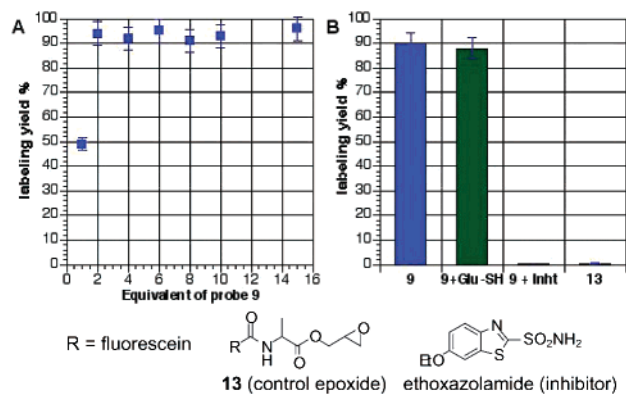 A
labeling yield %
100
90
80
70
60
50
40
30
20
10
0
0 2 4 6 8 10 12 14 16
Equivalent of probe 9
B
labeling yield %
100
90
80
70
60
50
40
30
20
10
0
9 9+Glu-SH 9 + Inht 13
R = fluorescein
O
R
N
H
O
O
O
13 (control epoxide)
EtO
N
S
SO2NH2
ethoxazolamide (inhibitor)